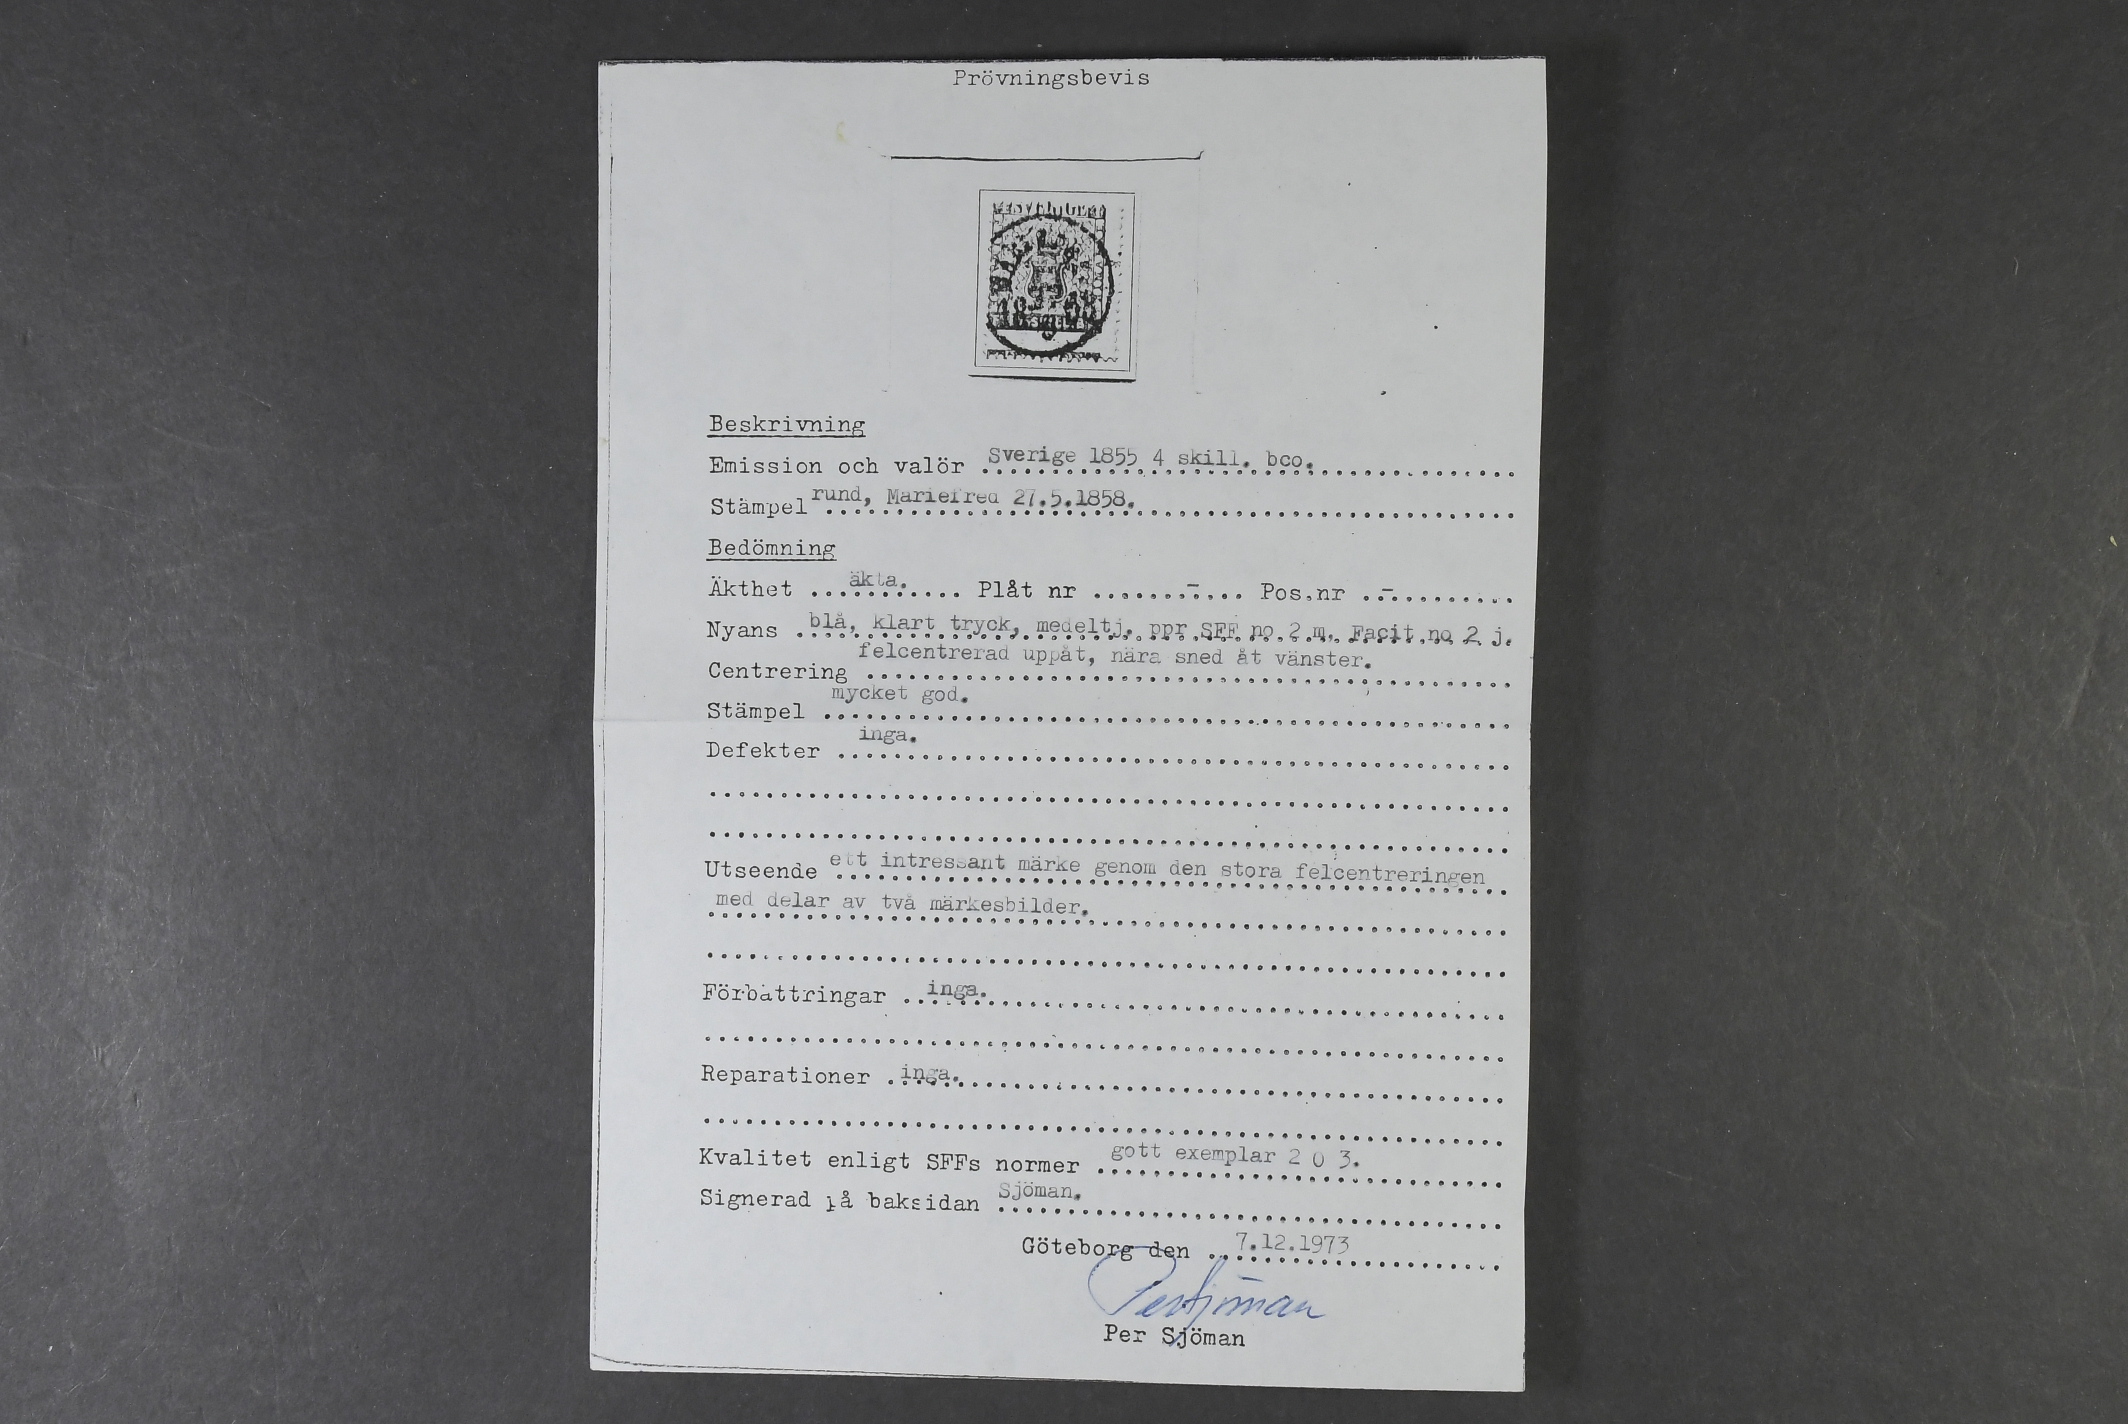 Prövningsbevis
Beskrivning
Emission och valör Sverige 1855 4 skill. bco.
Stämpel rund, Mariefred 27.5.1858.
Bedömning
Äkthet äkta. Plåt nr - Pos.nr -
Nyans blå, klart tryck, medeltj. ppr SFF no 2 m. Facit no 2 j.
Centrering felcentrerad uppåt, nära sned åt vänster.
Stämpel mycket god.
Defekter inga.
Utseende ett intressant märke genom den stora felcentreringen
med delar av två märkesbilder.
Förbättringar inga.
Reparationer inga.
Kvalitet enligt SFFs normer gott exemplar 2 0 3.
Signerad på baksidan Sjöman.
Göteborg den 7.12.1973
Per Sjöman
Per Sjöman